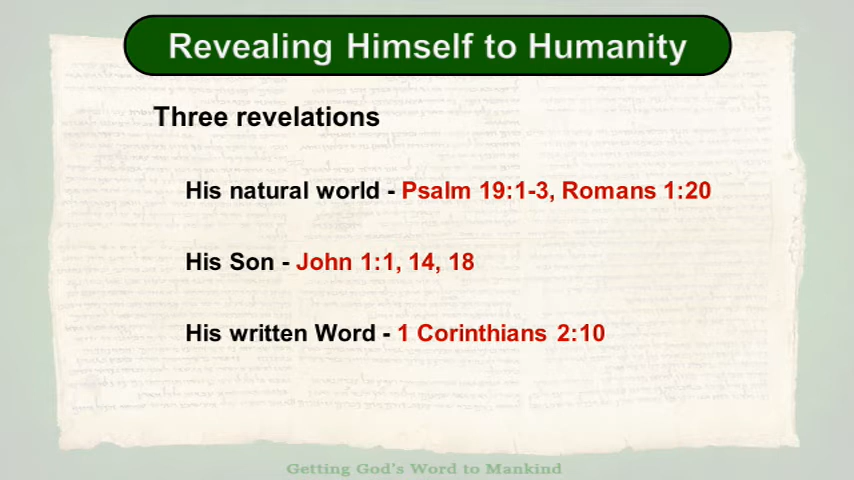 Revealing Himself to Humanity
Three revelations
His natural world - Psalm 19:1-3, Romans 1:20
His Son - John 1:1, 14, 18
His written Word - 1 Corinthians 2:10
Getting God's Word to Mankind